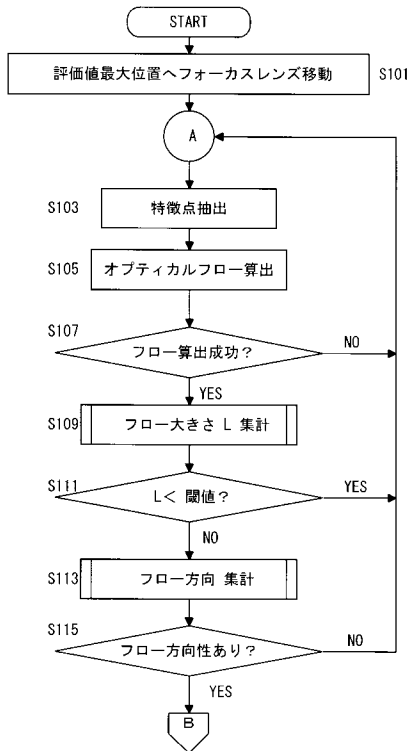 START
評価値最大位置へフォーカスレンズ移動 S101
A
S103 特徴点抽出
S105 オプティカルフロー算出
S107 フロー算出成功? NO
YES
S109 フロー大きさ L 集計
S111 L< 閾値? YES
NO
S113 フロー方向 集計
S115 フロー方向性あり? NO
YES
B